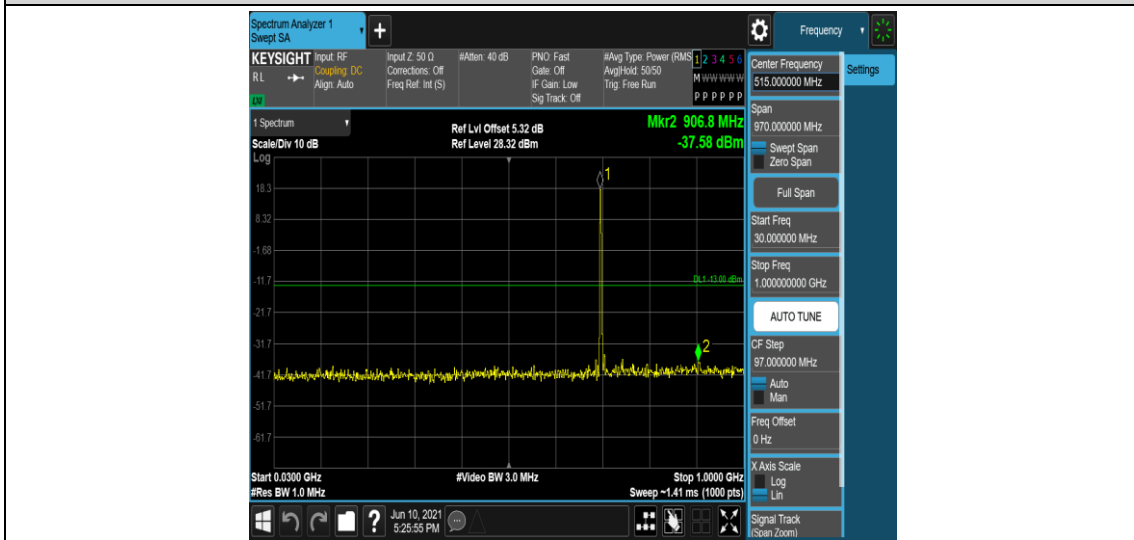 Spectrum Analyzer 1
Swept SA
+
Frequency
KEYSIGHT
RL
LXI
Input: RF
Coupling: DC
Align: Auto
Input Z: 50 Ω
Corrections: Off
Freq Ref: Int (S)
#Atten: 40 dB
PNO: Fast
Gate: Off
IF Gain: Low
Sig Track: Off
#Avg Type: Power (RMS
Avg|Hold: 50/50
Trig: Free Run
1 2 3 4 5 6
M W W W W W
P P P P P P
1 Spectrum
Scale/Div 10 dB
Log
Ref Lvl Offset 5.32 dB
Ref Level 28.32 dBm
Mkr2 906.8 MHz
-37.58 dBm
18.3
8.32
-1.68
-11.7
-21.7
-31.7
-41.7
-51.7
-61.7
1
DL1 -13.00 dBm
2
Start 0.0300 GHz
#Res BW 1.0 MHz
#Video BW 3.0 MHz
Stop 1.0000 GHz
Sweep ~1.41 ms (1000 pts)
?
Jun 10, 2021
5:25:55 PM
Center Frequency
515.000000 MHz
Span
970.000000 MHz
Swept Span
Zero Span
Full Span
Start Freq
30.000000 MHz
Stop Freq
1.000000000 GHz
AUTO TUNE
CF Step
97.000000 MHz
Auto
Man
Freq Offset
0 Hz
X Axis Scale
Log
Lin
Signal Track
(Span Zoom)
Settings